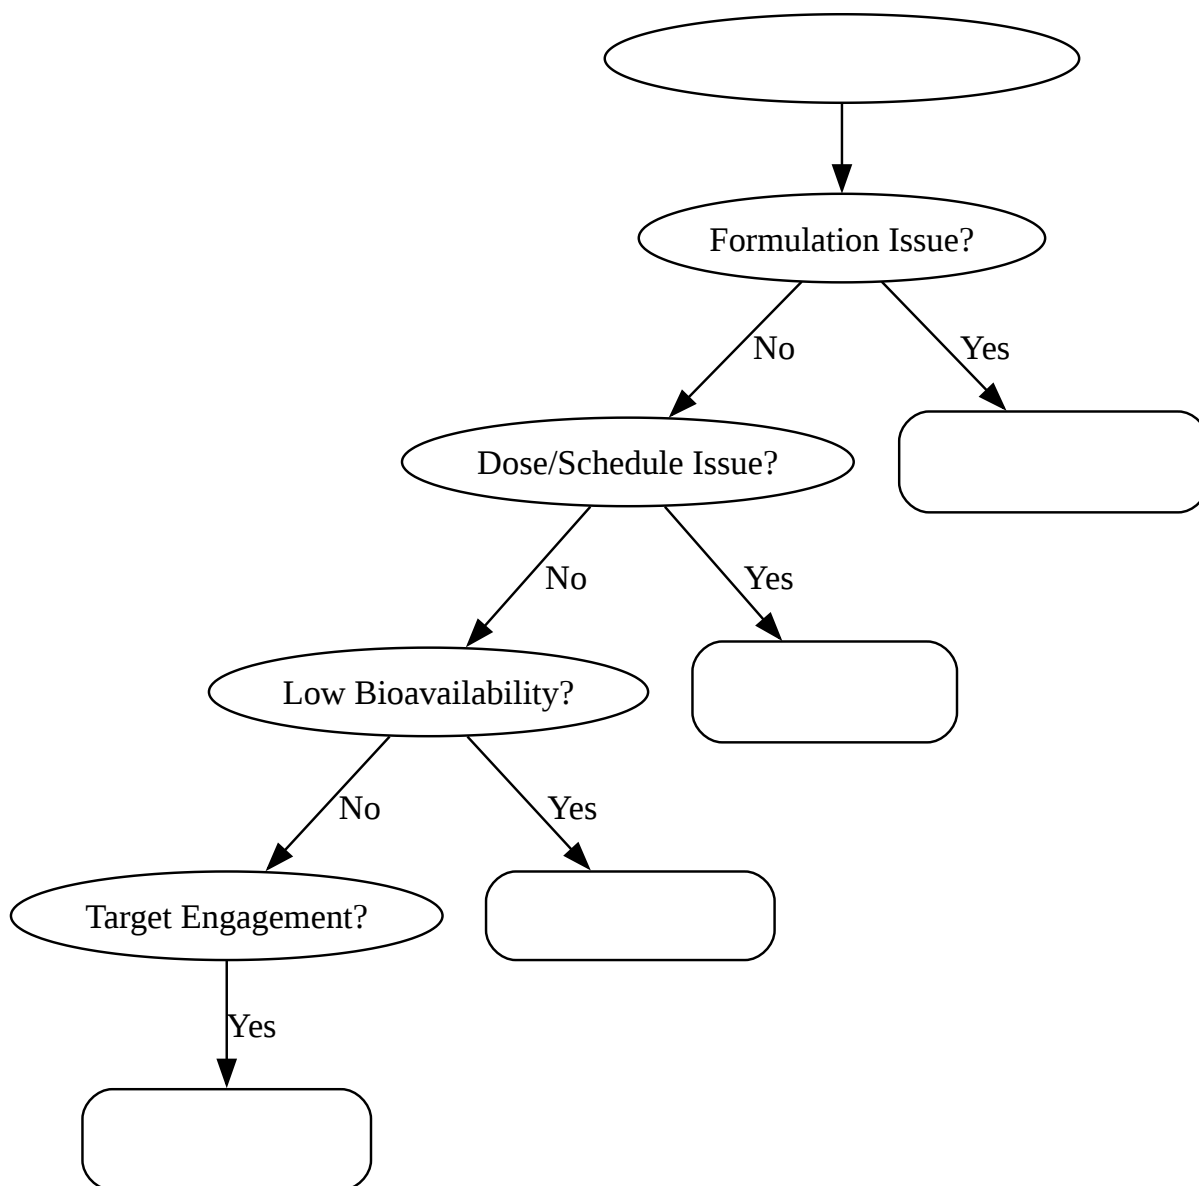 Formulation Issue?
No
Yes
Dose/Schedule Issue?
No
Yes
Low Bioavailability?
No
Yes
Target Engagement?
Yes